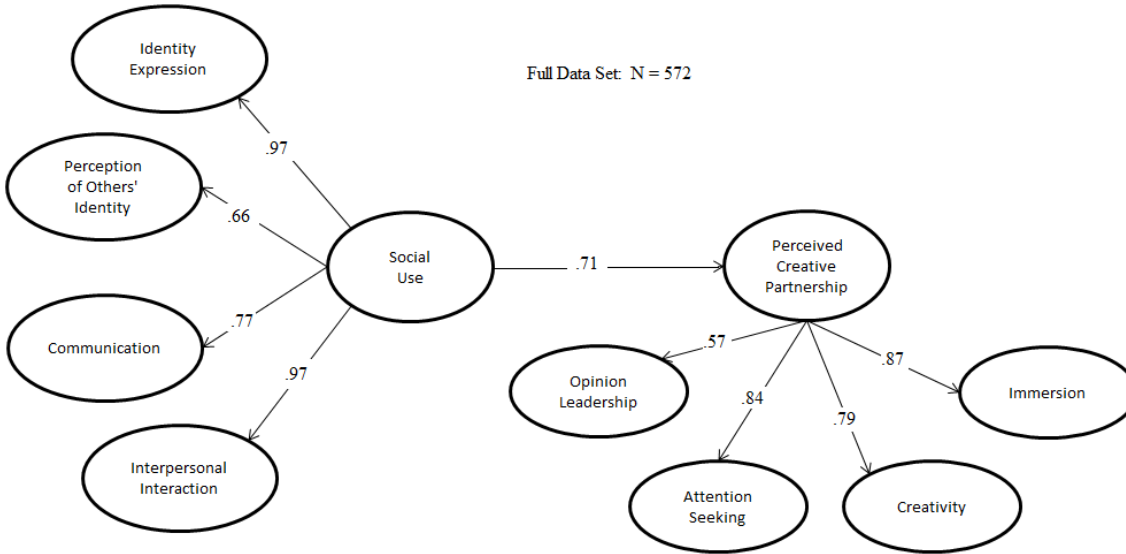 Identity
Expression
Full Data Set: N = 572
.97
Perception
of Others'
Identity
.66
Social
Use
.71
Perceived
Creative
Partnership
Communication
.77
.97
.57
.87
Opinion
Leadership
.84
.79
Immersion
Interpersonal
Interaction
Attention
Seeking
Creativity